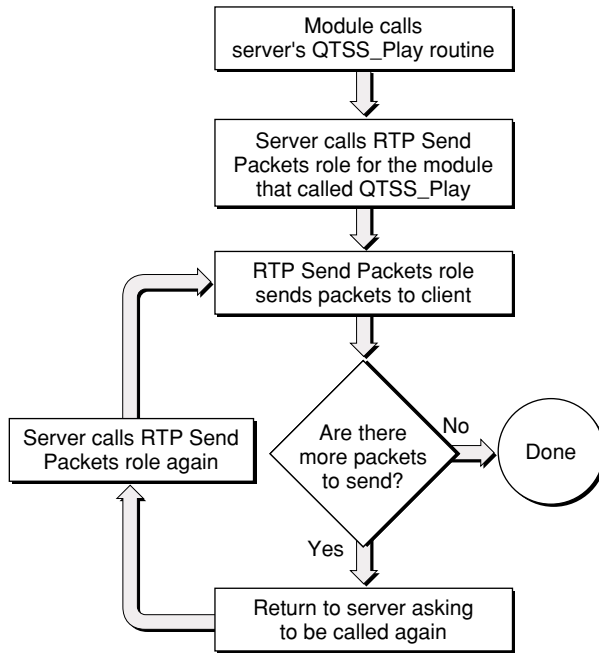 Module calls
server's QTSS_Play routine
Server calls RTP Send
Packets role for the module
that called QTSS_Play
RTP Send Packets role
sends packets to client
Are there
more packets
to send?
No
Done
Yes
Return to server asking
to be called again
Server calls RTP Send
Packets role again